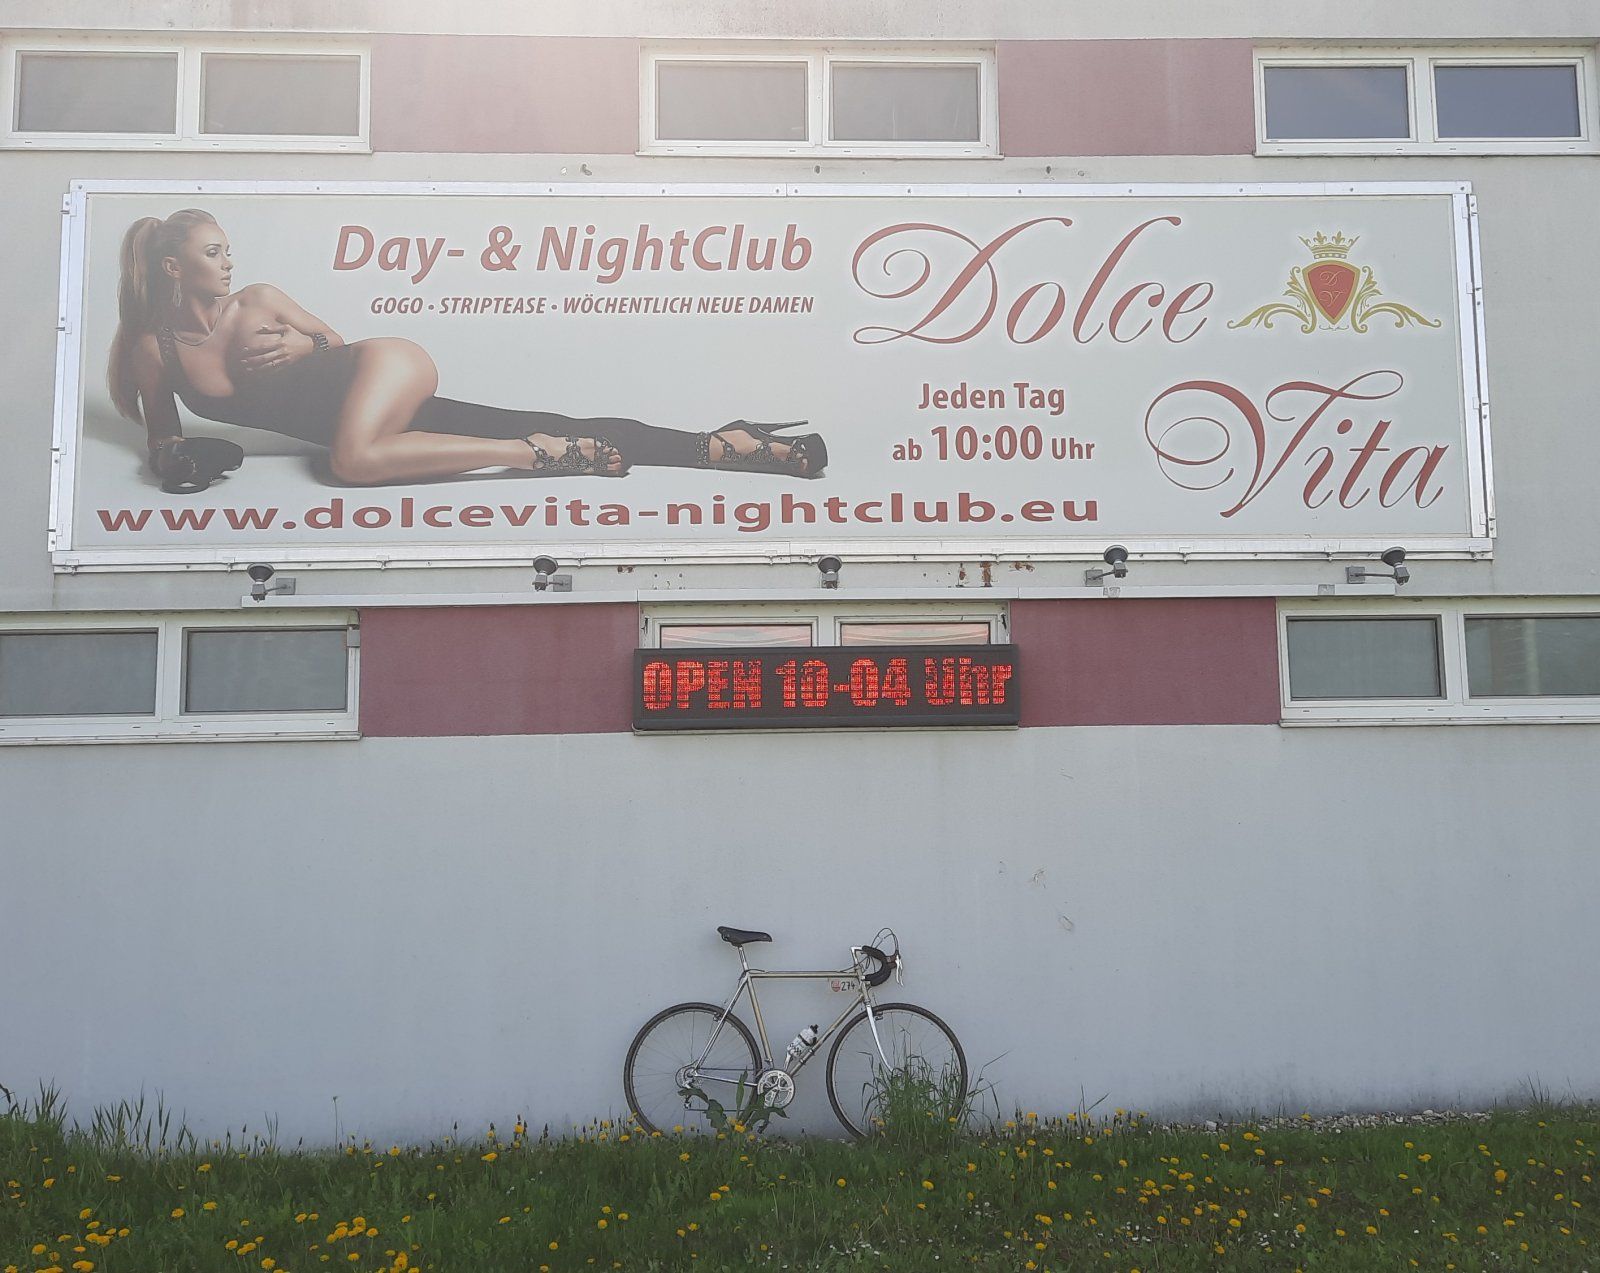 Day- & NightClub
GOGO • STRIPTEASE • WÖCHENTLICH NEUE DAMEN
Dolce
Vita
DV
Jeden Tag
ab 10:00 Uhr
www.dolcevita-nightclub.eu
OPEN 10-04 Uhr
274